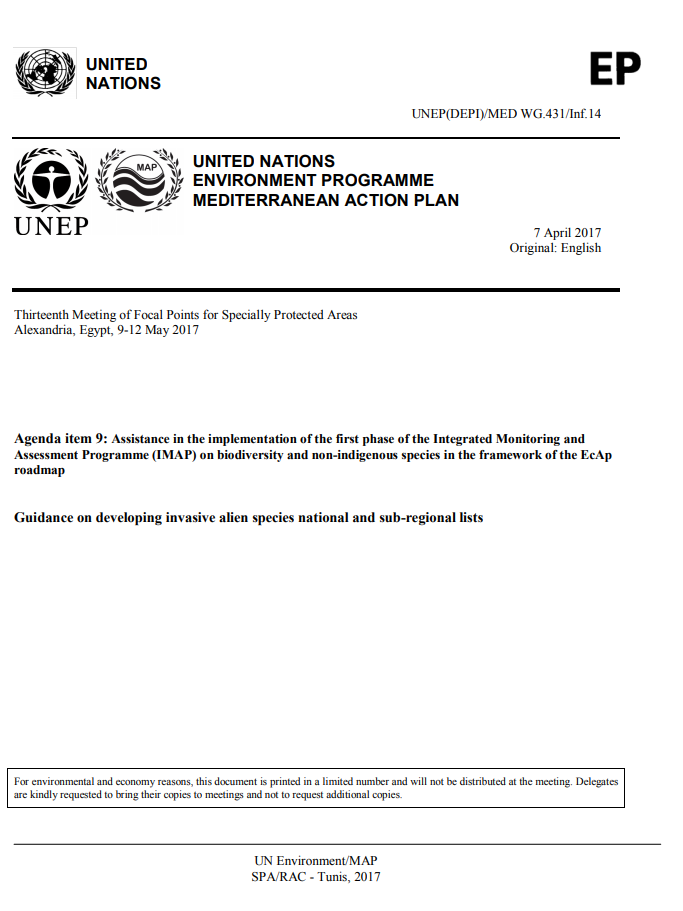 UNITED
NATIONS
EP
UNEP(DEPI)/MED WG.431/Inf.14
UNEP
MAP
UNITED NATIONS
ENVIRONMENT PROGRAMME
MEDITERRANEAN ACTION PLAN
7 April 2017
Original: English
Thirteenth Meeting of Focal Points for Specially Protected Areas
Alexandria, Egypt, 9-12 May 2017
Agenda item 9: Assistance in the implementation of the first phase of the Integrated Monitoring and
Assessment Programme (IMAP) on biodiversity and non-indigenous species in the framework of the EcAp
roadmap
Guidance on developing invasive alien species national and sub-regional lists
For environmental and economy reasons, this document is printed in a limited number and will not be distributed at the meeting. Delegates
are kindly requested to bring their copies to meetings and not to request additional copies.
UN Environment/MAP
SPA/RAC - Tunis, 2017